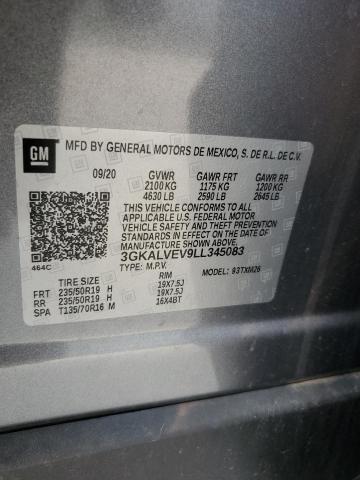 GM
MFD BY GENERAL MOTORS DE MEXICO, S. DE R.L. DE C.V.
09/20 GVWR GAWR FRT GAWR RR
2100 KG 1175 KG 1200 KG
4630 LB 2590 LB 2645 LB
THIS VEHICLE CONFORMS TO ALL
APPLICABLE U.S. FEDERAL MOTOR
VEHICLE SAFETY AND THEFT
PREVENTION STANDARDS IN EFFECT
ON THE DATE OF MANUFACTURE
SHOWN ABOVE.
3GKALVEV9LL345083
464C TYPE: M.P.V. MODEL: 93TXM26
TIRE SIZE RIM
FRT 235/50R19 H 19X7.5J
RR 235/50R19 H 19X7.5J
SPA T135/70R16 M 16X4BT